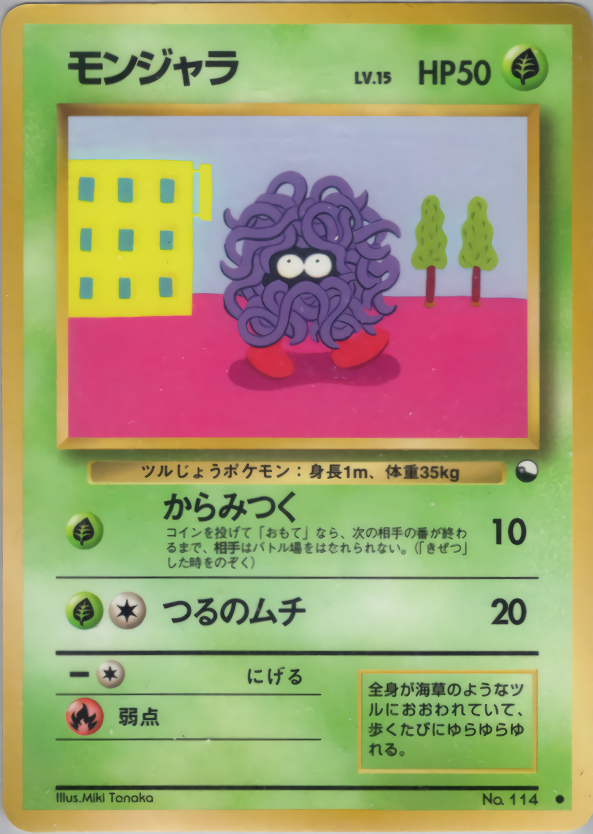 モンジャラ LV.15 HP50
ツルじょうポケモン：身長1m、体重35kg
からみつく 10
コインを投げて「おもて」なら、次の相手の番が終わ
るまで、相手はバトル場をはなれられない。（「きぜつ」
した時をのぞく）
つるのムチ 20
ー にげる
弱点
全身が海草のようなツ
ルにおおわれていて、
歩くたびにゆらゆらゆ
れる。
Illus.Miki Tanaka No. 114 ●